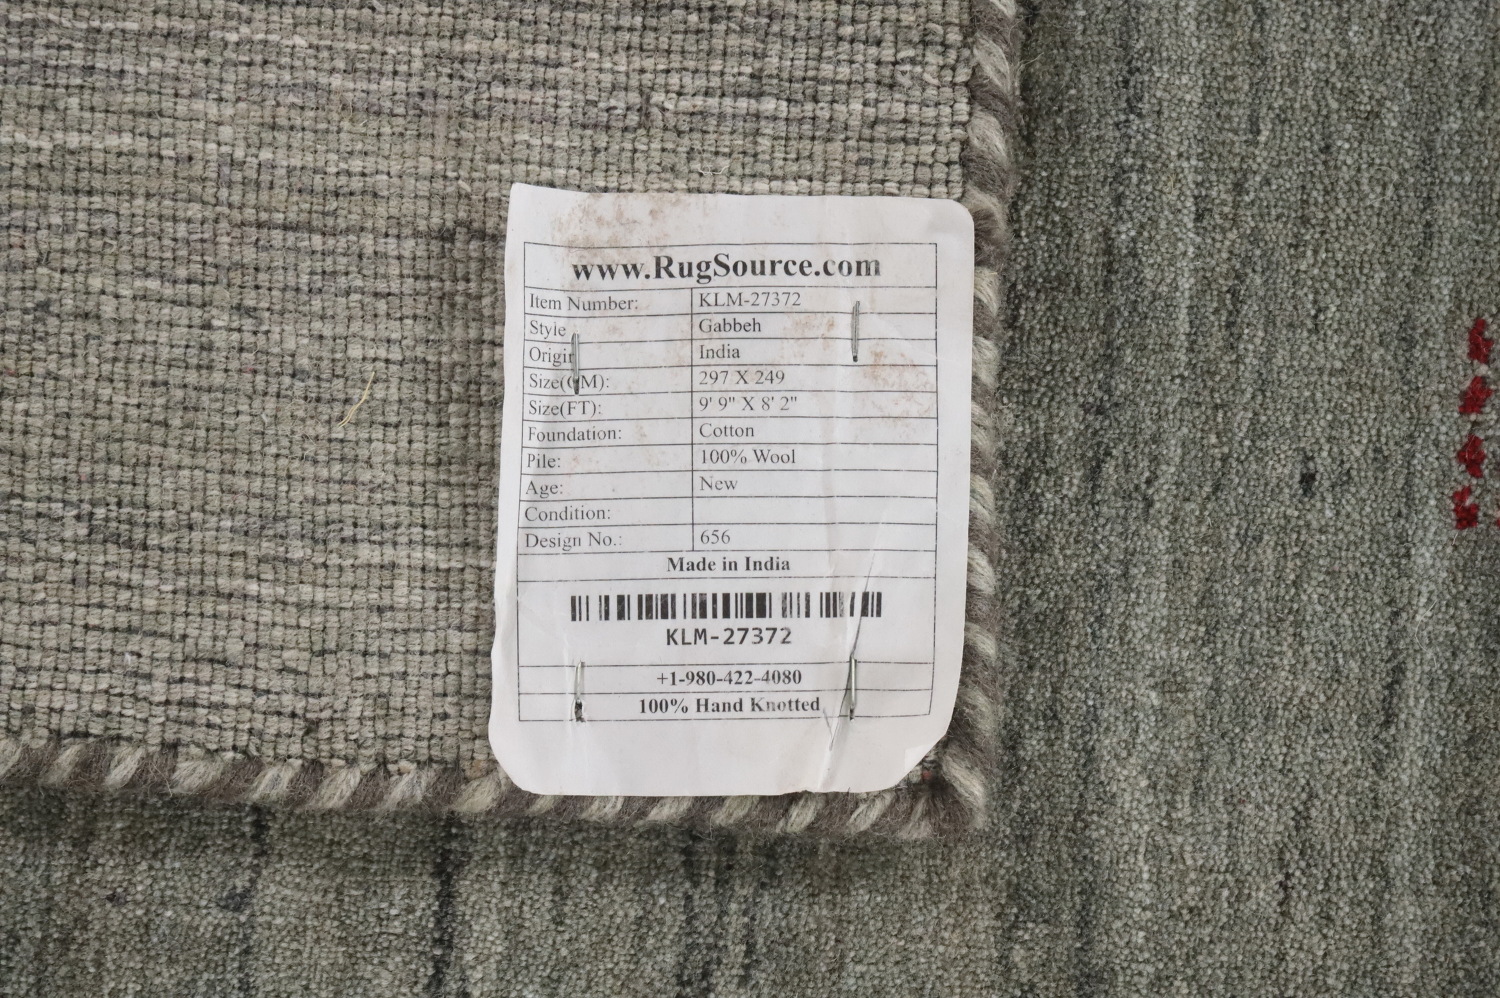 www.RugSource.com
Item Number: KLM-27372
Style Gabbeh
Origin India
Size(CM): 297 X 249
Size(FT): 9' 9" X 8' 2"
Foundation: Cotton
Pile: 100% Wool
Age: New
Condition:
Design No.: 656
Made in India
KLM-27372
+1-980-422-4080
100% Hand Knotted